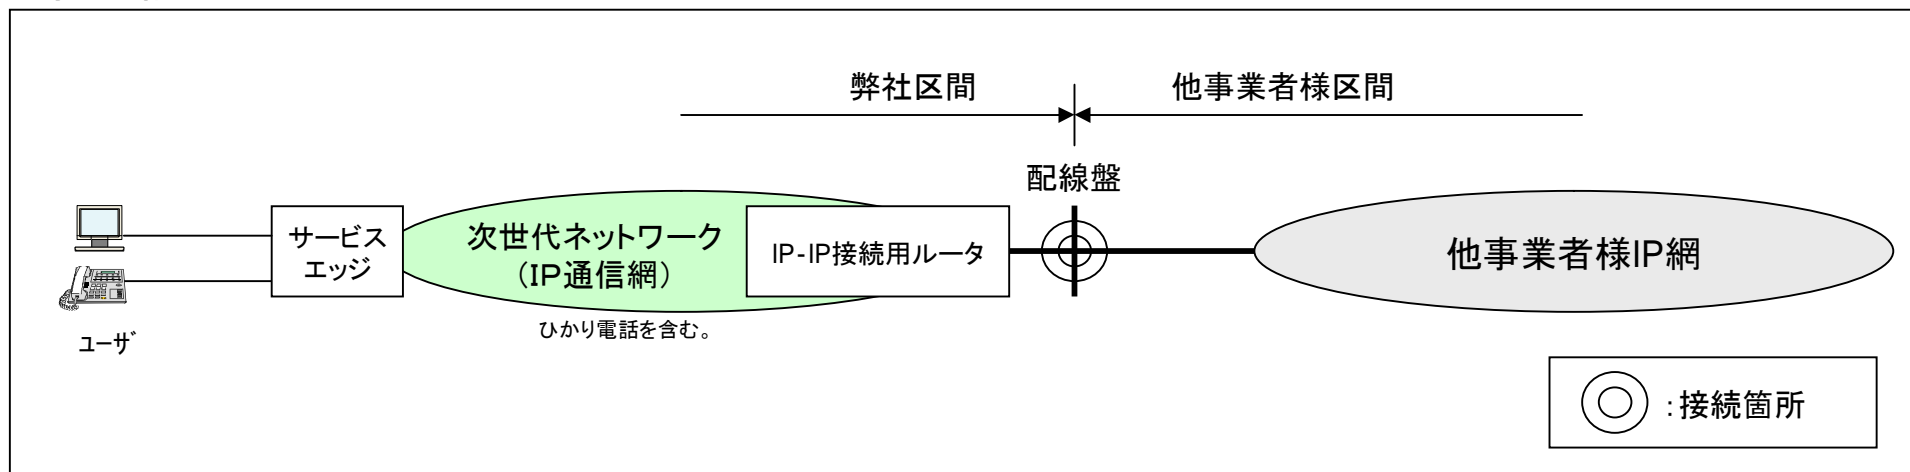 弊社区間
他事業者様区間
配線盤
サービス
エッジ
次世代ネットワーク
（IP通信網）
IP-IP接続用ルータ
他事業者様IP網
ひかり電話を含む。
ユーザ
：接続箇所